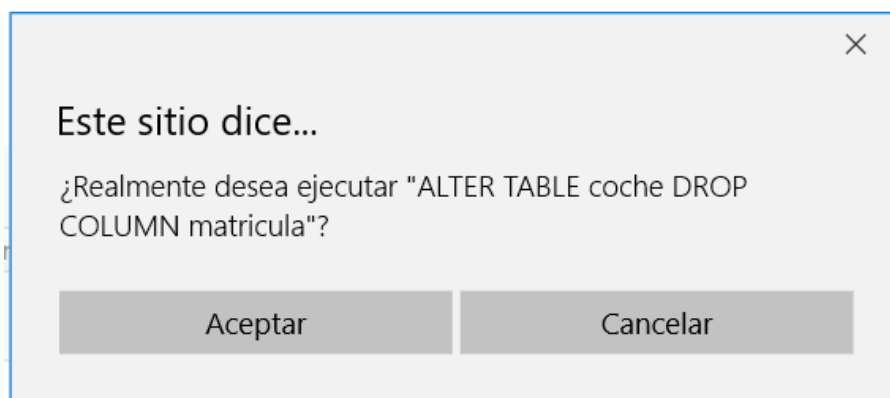 Este sitio dice...
¿Realmente desea ejecutar "ALTER TABLE coche DROP
COLUMN matricula"?
Aceptar
Cancelar